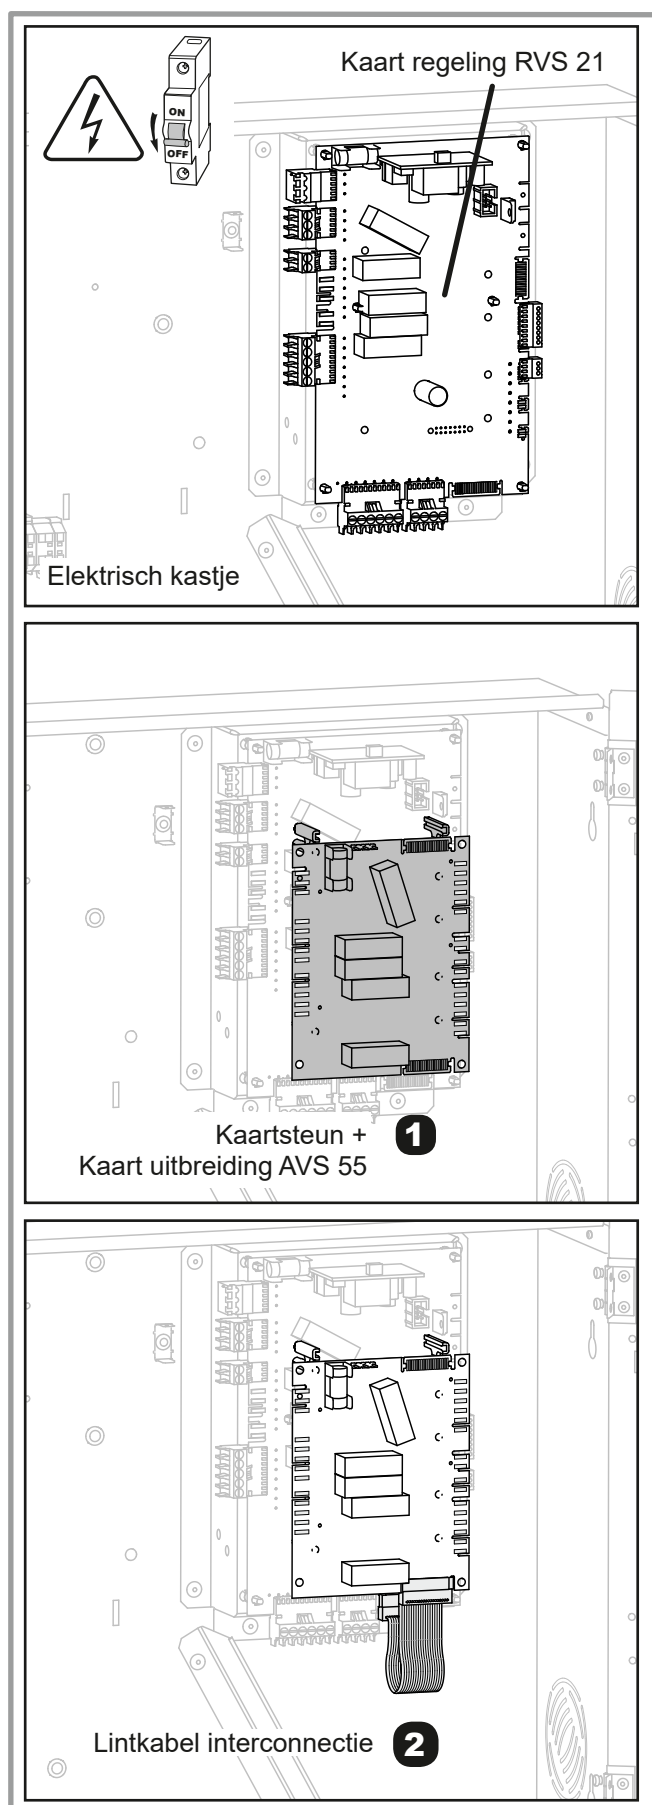 Kaart regeling RVS 21
ON
OFF
Elektrisch kastje
Kaartsteun +
Kaart uitbreiding AVS 55
1
Lintkabel interconnectie
2